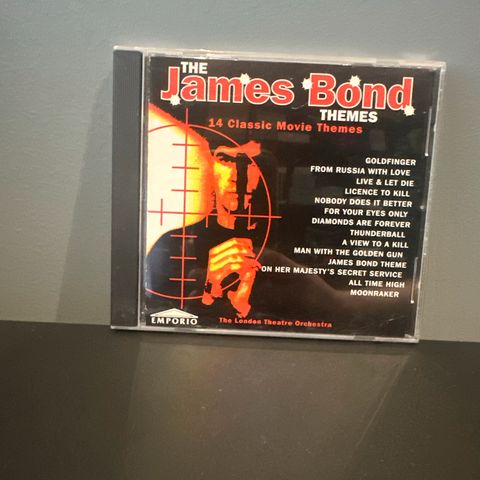 THE
James Bond
THEMES
14 Classic Movie Themes
GOLDFINGER
FROM RUSSIA WITH LOVE
LIVE & LET DIE
LICENCE TO KILL
NOBODY DOES IT BETTER
FOR YOUR EYES ONLY
DIAMONDS ARE FOREVER
THUNDERBALL
A VIEW TO A KILL
MAN WITH THE GOLDEN GUN
JAMES BOND THEME
ON HER MAJESTY'S SECRET SERVICE
ALL TIME HIGH
MOONRAKER
EMPORIO
The London Theatre Orchestra